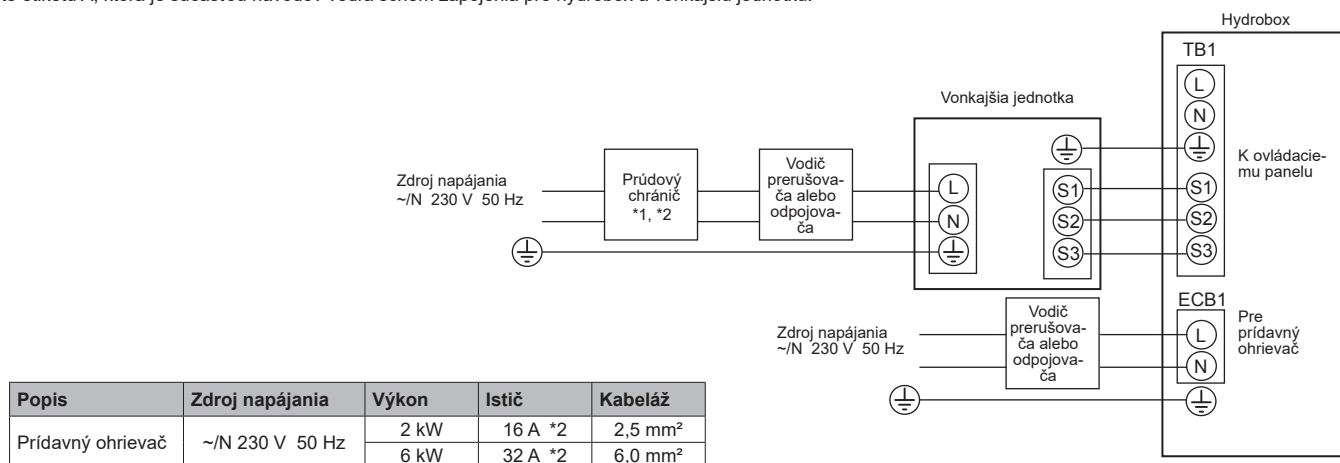 Hydrobox
TB1
L
N
K ovládacie-
mu panelu
S1
S2
S3
Vonkajšia jednotka
L
N
S1
S2
S3
Zdroj napájania
~/N 230 V 50 Hz
Prúdový
chránič
*1, *2
Vodič
prerušova-
ča alebo
odpojova-
ča
ECB1
L
N
Pre
prídavný
ohrievač
Zdroj napájania
~/N 230 V 50 Hz
Vodič
prerušova-
ča alebo
odpojova-
ča
Popis Zdroj napájania Výkon Istič Kabeláž
Prídavný ohrievač ~/N 230 V 50 Hz 2 kW 16 A *2 2,5 mm²
6 kW 32 A *2 6,0 mm²